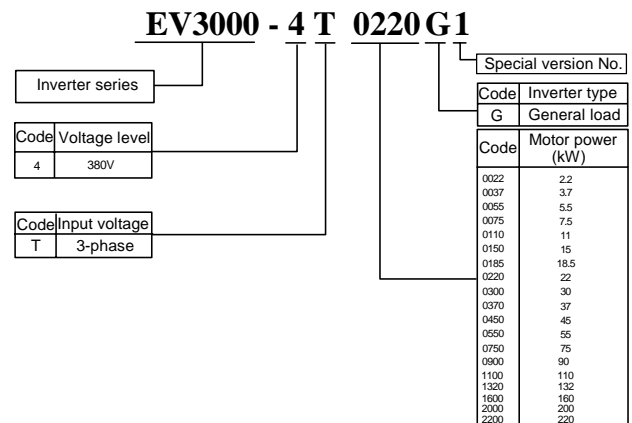 EV3000 - 4 T 0220 G 1
Special version No.
Inverter series
Code Inverter type
G General load
Code Voltage level
4 380V
Code Motor power (kW)
0022 2.2
0037 3.7
0055 5.5
0075 7.5
0110 11
0150 15
0185 18.5
0220 22
0300 30
0370 37
0450 45
0550 55
0750 75
0900 90
1100 110
1320 132
1600 160
2000 200
2200 220
Code Input voltage
T 3-phase